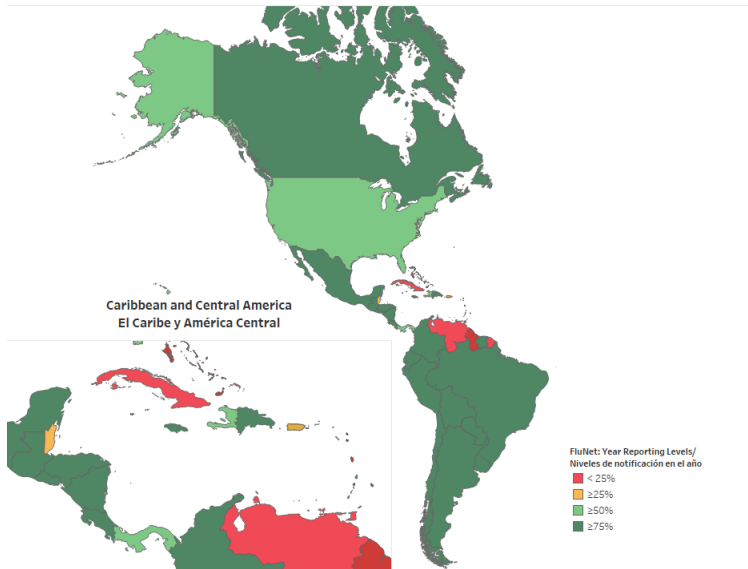 Caribbean and Central America
El Caribe y América Central
FluNet: Year Reporting Levels/
Niveles de notificación en el año
< 25%
≥25%
≥50%
≥75%